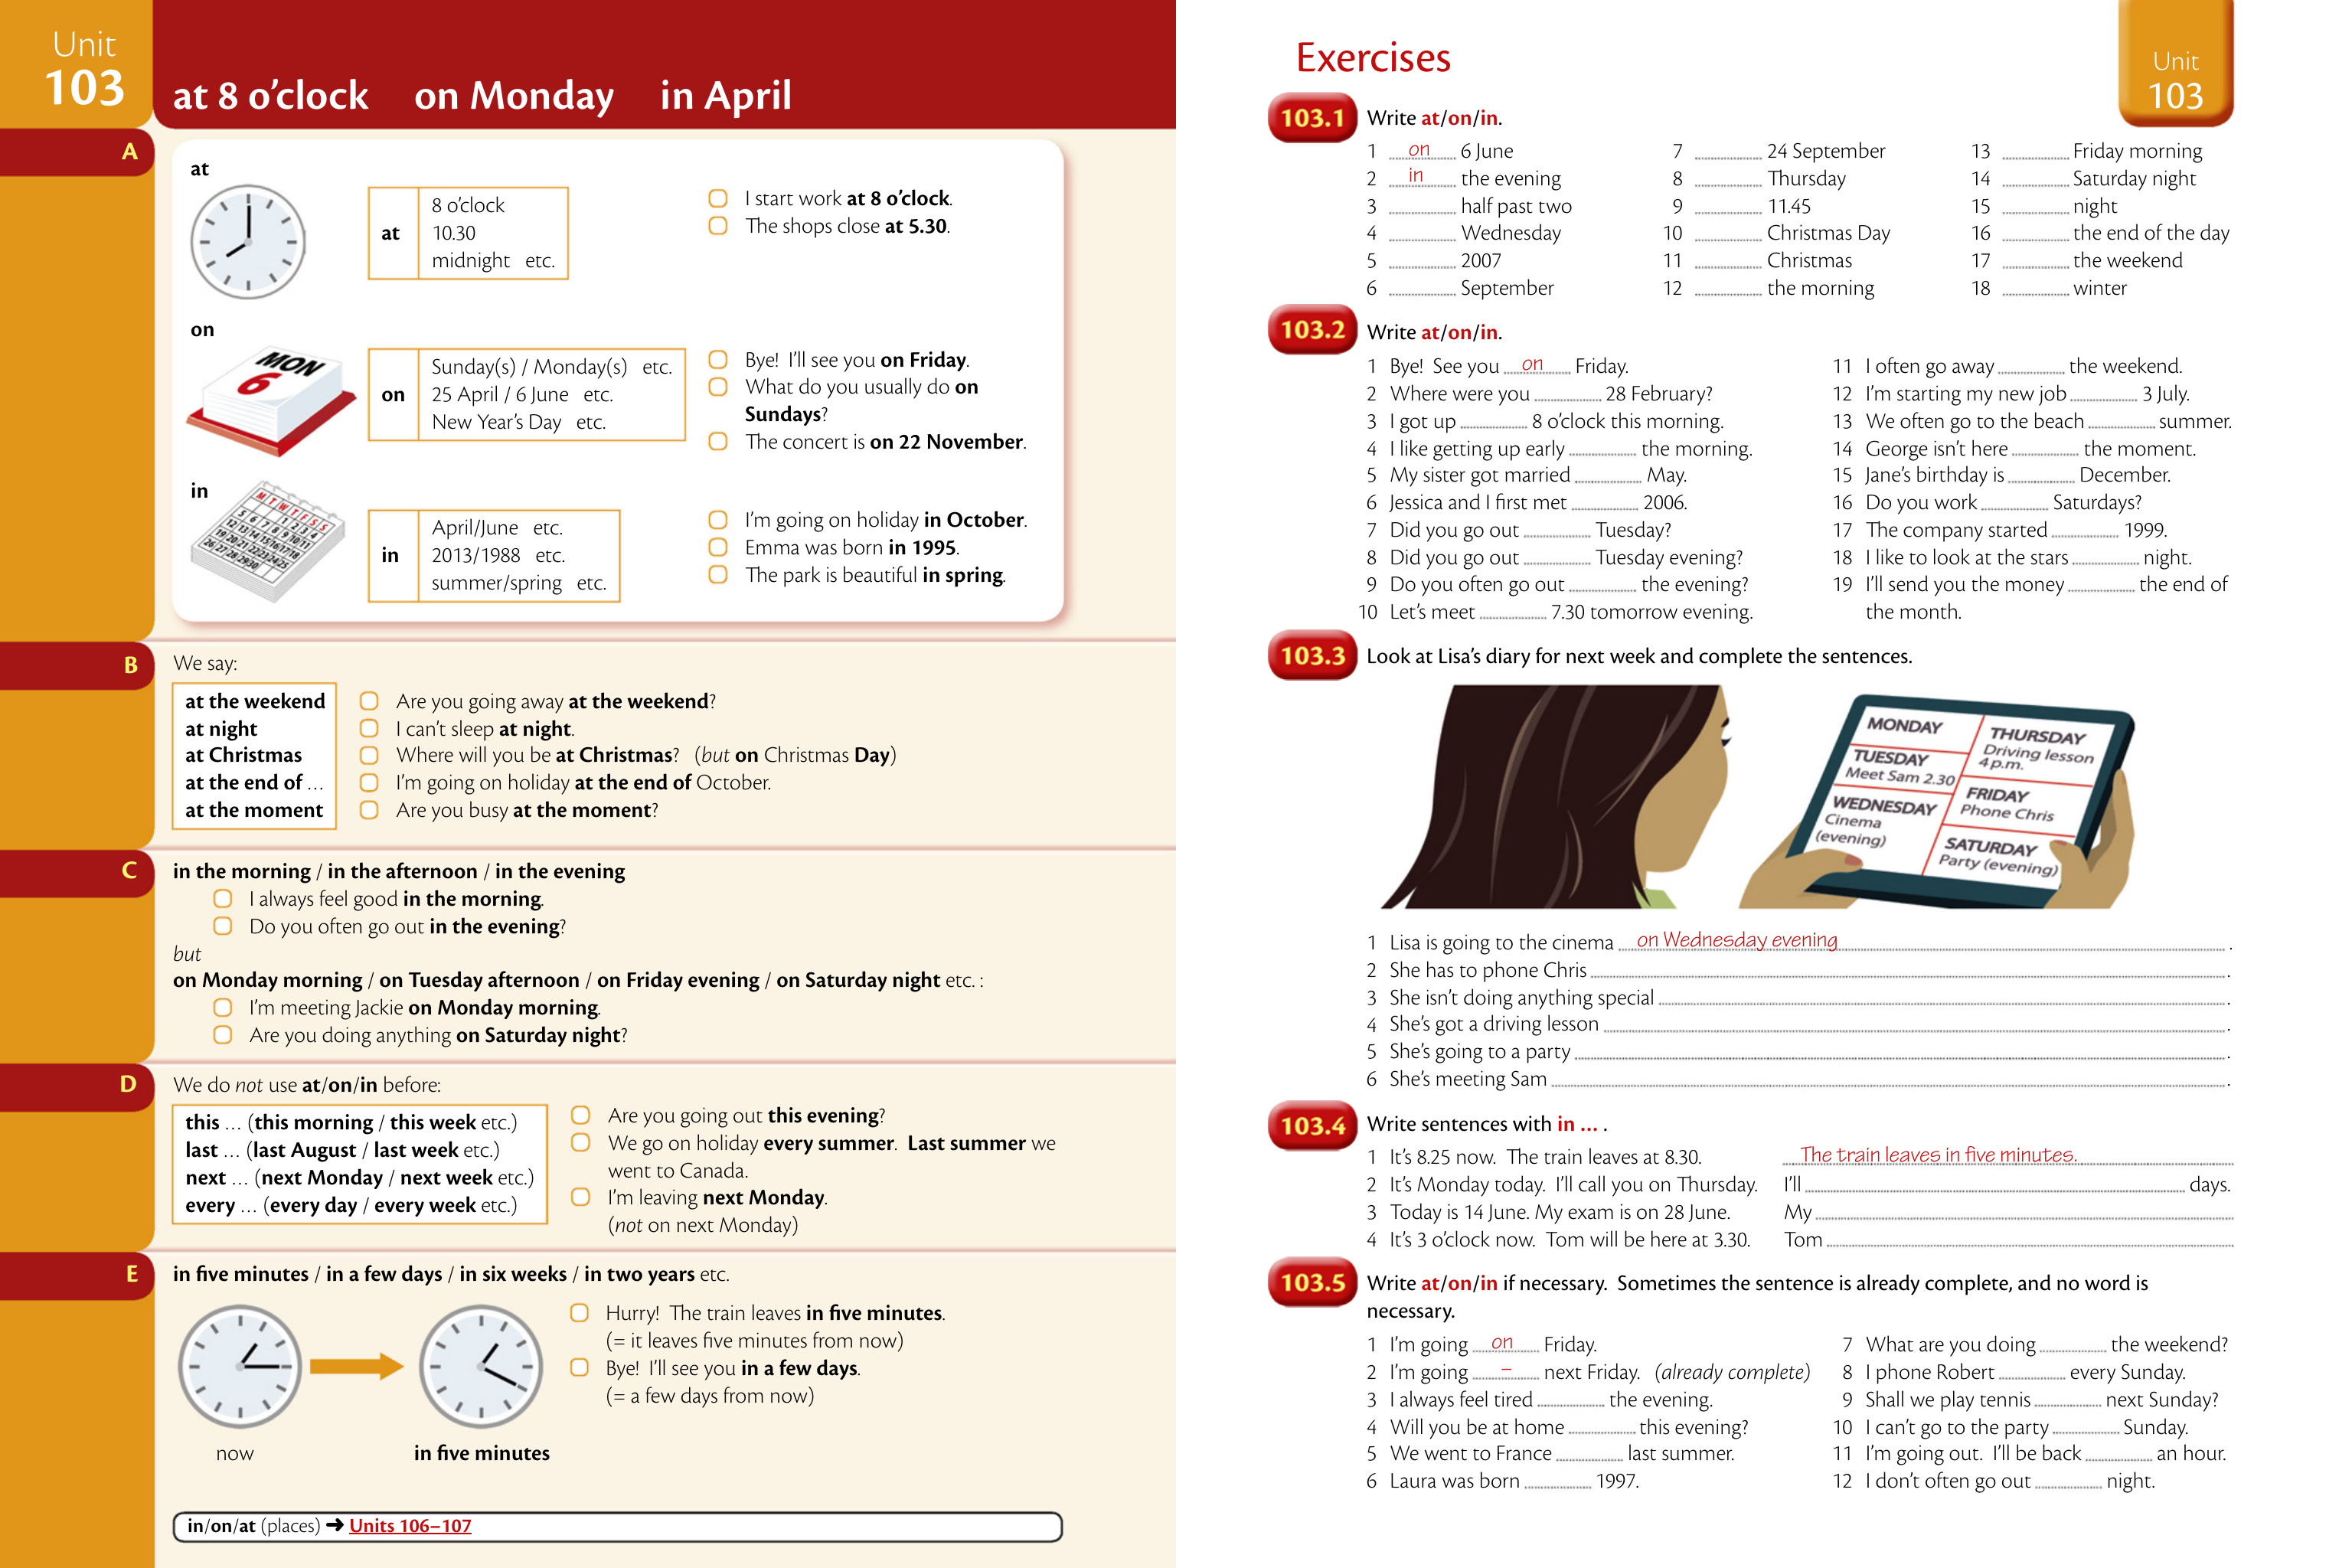 Unit
103
at 8 o’clock on Monday in April
A
at
at
8 o’clock
10.30
midnight etc.
I start work at 8 o’clock.
The shops close at 5.30.
on
MON
6
on
Sunday(s) / Monday(s) etc.
25 April / 6 June etc.
New Year’s Day etc.
Bye! I’ll see you on Friday.
What do you usually do on
Sundays?
The concert is on 22 November.
in
M T W T F S S
1 2 3 4
5 6 7 8 9 10 11
12 13 14 15 16 17 18
19 20 21 22 23 24 25
26 27 28 29 30
in
April/June etc.
2013/1988 etc.
summer/spring etc.
I’m going on holiday in October.
Emma was born in 1995.
The park is beautiful in spring.
B
We say:
at the weekend
at night
at Christmas
at the end of …
at the moment
Are you going away at the weekend?
I can’t sleep at night.
Where will you be at Christmas? (but on Christmas Day)
I’m going on holiday at the end of October.
Are you busy at the moment?
C
in the morning / in the afternoon / in the evening
I always feel good in the morning.
Do you often go out in the evening?
but
on Monday morning / on Tuesday afternoon / on Friday evening / on Saturday night etc. :
I’m meeting Jackie on Monday morning.
Are you doing anything on Saturday night?
D
We do not use at/on/in before:
this … (this morning / this week etc.)
last … (last August / last week etc.)
next … (next Monday / next week etc.)
every … (every day / every week etc.)
Are you going out this evening?
We go on holiday every summer. Last summer we
went to Canada.
I’m leaving next Monday.
(not on next Monday)
E
in five minutes / in a few days / in six weeks / in two years etc.
now
in five minutes
Hurry! The train leaves in five minutes.
(= it leaves five minutes from now)
Bye! I’ll see you in a few days.
(= a few days from now)
in/on/at (places) ➜ Units 106–107
Exercises
Unit
103
103.1 Write at/on/in.
1 on 6 June
2 in the evening
3 ............ half past two
4 ............ Wednesday
5 ............ 2007
6 ............ September
7 ............ 24 September
8 ............ Thursday
9 ............ 11.45
10 ............ Christmas Day
11 ............ Christmas
12 ............ the morning
13 ............ Friday morning
14 ............ Saturday night
15 ............ night
16 ............ the end of the day
17 ............ the weekend
18 ............ winter
103.2 Write at/on/in.
1 Bye! See you on Friday.
2 Where were you ............ 28 February?
3 I got up ............ 8 o’clock this morning.
4 I like getting up early ............ the morning.
5 My sister got married ............ May.
6 Jessica and I first met ............ 2006.
7 Did you go out ............ Tuesday?
8 Did you go out ............ Tuesday evening?
9 Do you often go out ............ the evening?
10 Let’s meet ............ 7.30 tomorrow evening.
11 I often go away ............ the weekend.
12 I’m starting my new job ............ 3 July.
13 We often go to the beach ............ summer.
14 George isn’t here ............ the moment.
15 Jane’s birthday is ............ December.
16 Do you work ............ Saturdays?
17 The company started ............ 1999.
18 I like to look at the stars ............ night.
19 I’ll send you the money ............ the end of
the month.
103.3 Look at Lisa’s diary for next week and complete the sentences.
MONDAY
TUESDAY
Meet Sam 2.30
WEDNESDAY
Cinema
(evening)
THURSDAY
Driving lesson
4 p.m.
FRIDAY
Phone Chris
SATURDAY
Party (evening)
1 Lisa is going to the cinema on Wednesday evening .
2 She has to phone Chris ............ .
3 She isn’t doing anything special ............ .
4 She’s got a driving lesson ............ .
5 She’s going to a party ............ .
6 She’s meeting Sam ............ .
103.4 Write sentences with in … .
1 It’s 8.25 now. The train leaves at 8.30. The train leaves in five minutes.
2 It’s Monday today. I’ll call you on Thursday. I’ll ............ days.
3 Today is 14 June. My exam is on 28 June. My ............
4 It’s 3 o’clock now. Tom will be here at 3.30. Tom ............
103.5 Write at/on/in if necessary. Sometimes the sentence is already complete, and no word is
necessary.
1 I’m going on Friday.
2 I’m going – next Friday. (already complete)
3 I always feel tired ............ the evening.
4 Will you be at home ............ this evening?
5 We went to France ............ last summer.
6 Laura was born ............ 1997.
7 What are you doing ............ the weekend?
8 I phone Robert ............ every Sunday.
9 Shall we play tennis ............ next Sunday?
10 I can’t go to the party ............ Sunday.
11 I’m going out. I’ll be back ............ an hour.
12 I don’t often go out ............ night.